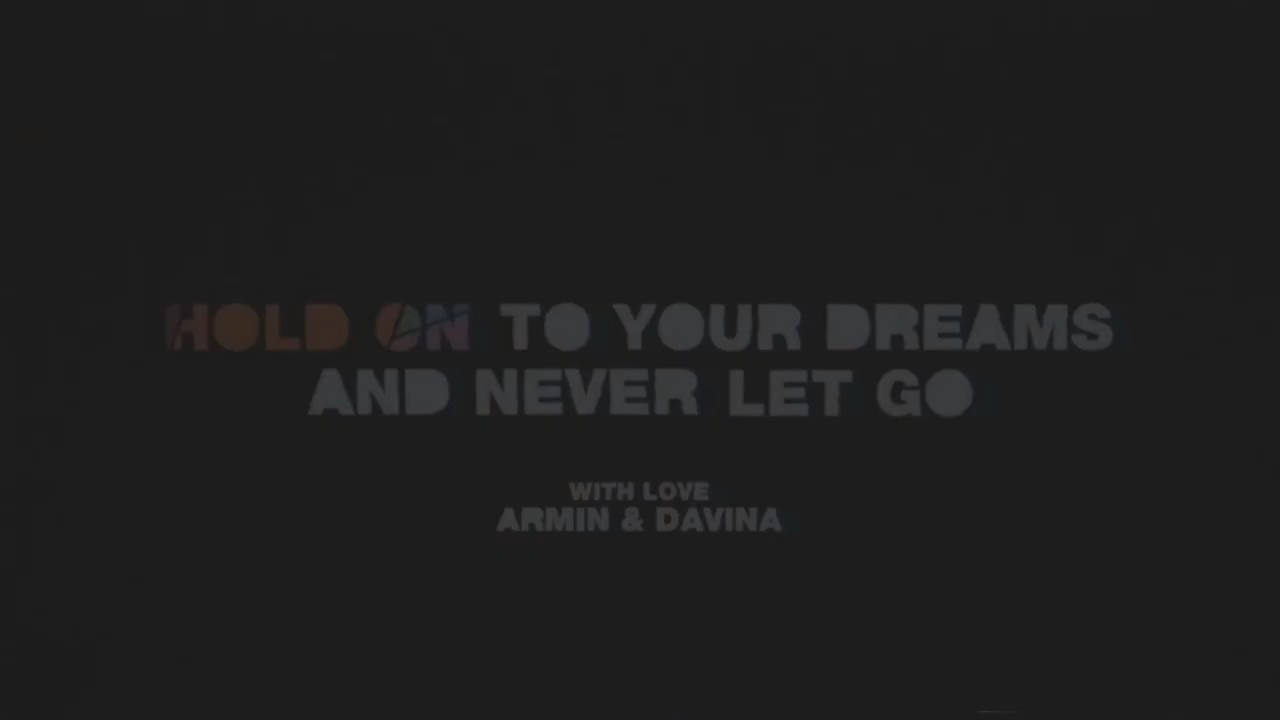 HOLD ON TO YOUR DREAMS
AND NEVER LET GO
WITH LOVE
ARMIN & DAVINA